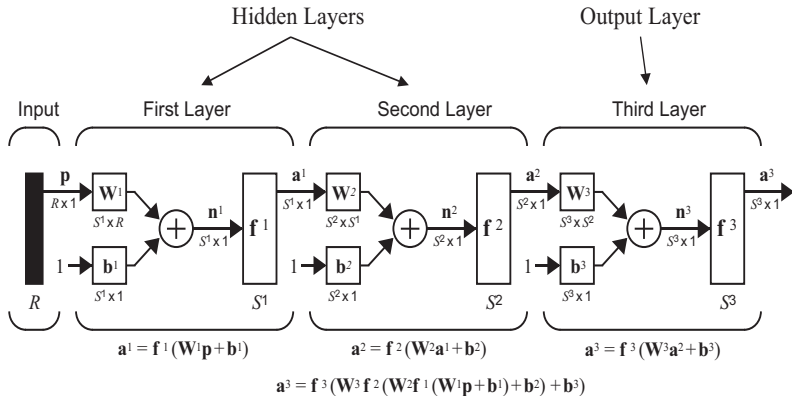 Hidden Layers Output Layer
Input First Layer Second Layer Third Layer
p a¹ a² a³
W¹ W² W³
R x 1 S¹ x R n¹ f ¹ S¹ x 1 S² x S¹ n² f ² S² x 1 S³ x S² n³ f ³ S³ x 1
+ S¹ x 1 + S² x 1 + S³ x 1
1 b¹ 1 b² 1 b³
S¹ x 1 S² x 1 S³ x 1
R S¹ S² S³
a¹ = f ¹ (W¹p + b¹) a² = f ² (W²a¹ + b²) a³ = f ³ (W³a² + b³)
a³ = f ³ (W³ f ² (W²f ¹ (W¹p + b¹) + b²) + b³)